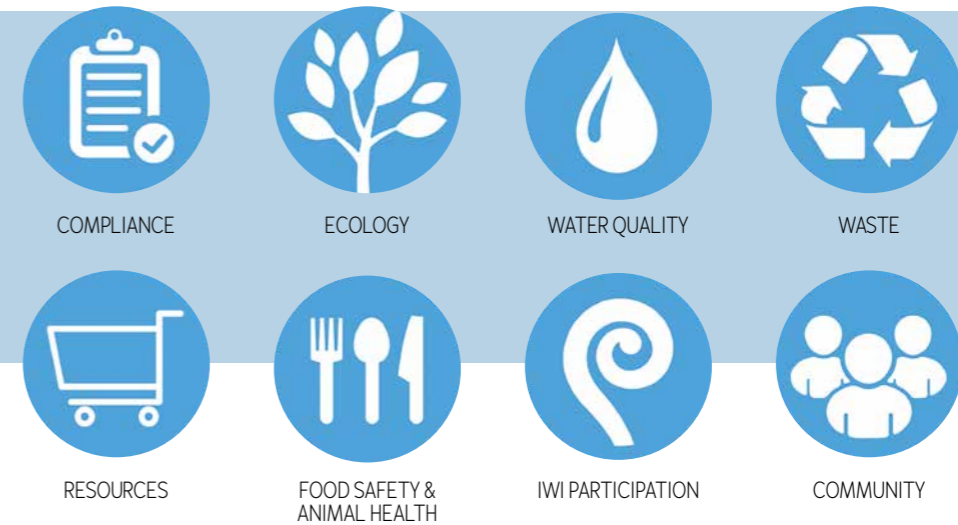 COMPLIANCE
ECOLOGY
WATER QUALITY
WASTE
RESOURCES
FOOD SAFETY &
ANIMAL HEALTH
IWI PARTICIPATION
COMMUNITY